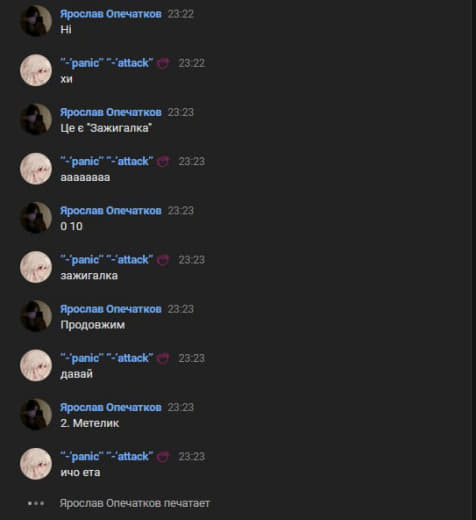 Ярослав Опечатков 23:22
Ні
"-'panic" "-'attack" 23:22
хи
Ярослав Опечатков 23:23
Це є "Зажигалка"
"-'panic" "-'attack" 23:23
аааааааа
Ярослав Опечатков 23:23
0 10
"-'panic" "-'attack" 23:23
зажигалка
Ярослав Опечатков 23:23
Продовжим
"-'panic" "-'attack" 23:23
давай
Ярослав Опечатков 23:23
2. Метелик
"-'panic" "-'attack" 23:23
ичо ета
Ярослав Опечатков печатает